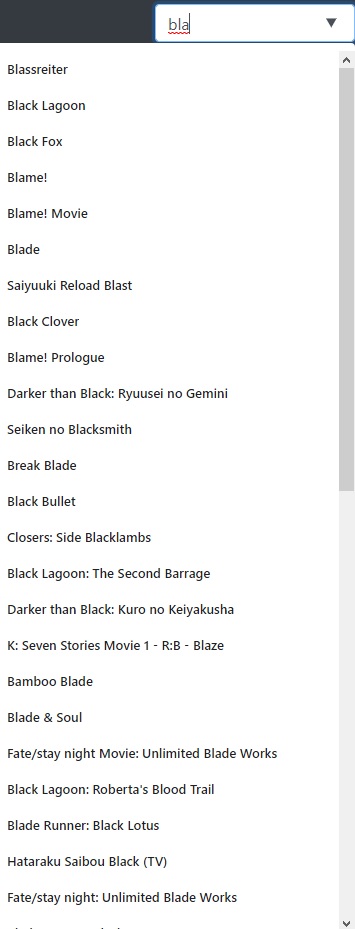 bla
Blassreiter
Black Lagoon
Black Fox
Blame!
Blame! Movie
Blade
Saiyuuki Reload Blast
Black Clover
Blame! Prologue
Darker than Black: Ryuusei no Gemini
Seiken no Blacksmith
Break Blade
Black Bullet
Closers: Side Blacklambs
Black Lagoon: The Second Barrage
Darker than Black: Kuro no Keiyakusha
K: Seven Stories Movie 1 - R:B - Blaze
Bamboo Blade
Blade & Soul
Fate/stay night Movie: Unlimited Blade Works
Black Lagoon: Roberta's Blood Trail
Blade Runner: Black Lotus
Hataraku Saibou Black (TV)
Fate/stay night: Unlimited Blade Works